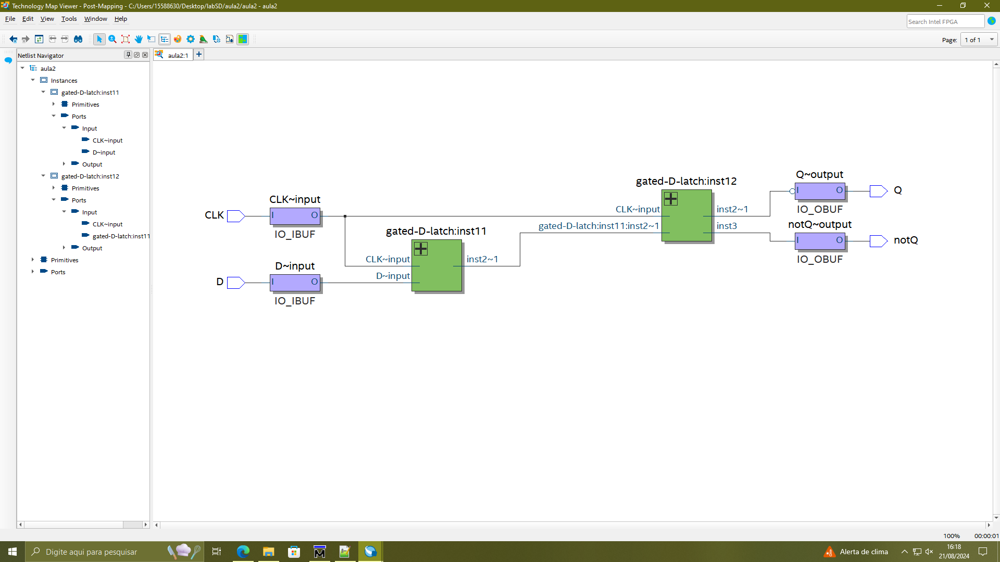 Technology Map Viewer - Post-Mapping - C:/Users/15588630/Desktop/labSD/aula2/aula2 - aula2
File Edit View Tools Window Help
Search Intel FPGA
Page: 1 of 1
Netlist Navigator
aula2:1
aula2
Instances
gated-D-latch:inst11
Primitives
Ports
Input
CLK~input
D~input
Output
gated-D-latch:inst12
Primitives
Ports
Input
CLK~input
gated-D-latch:inst11
Output
Primitives
Ports
Q~output
I O
Q
IO_OBUF
gated-D-latch:inst12
CLK~input
inst2~1
gated-D-latch:inst11:inst2~1
inst3
notQ~output
I O
notQ
IO_OBUF
CLK~input
CLK
I O
IO_IBUF
gated-D-latch:inst11
CLK~input
inst2~1
D~input
D~input
D
I O
IO_IBUF
100% 00:00:01
Digite aqui para pesquisar
Alerta de clima
16:18
21/08/2024